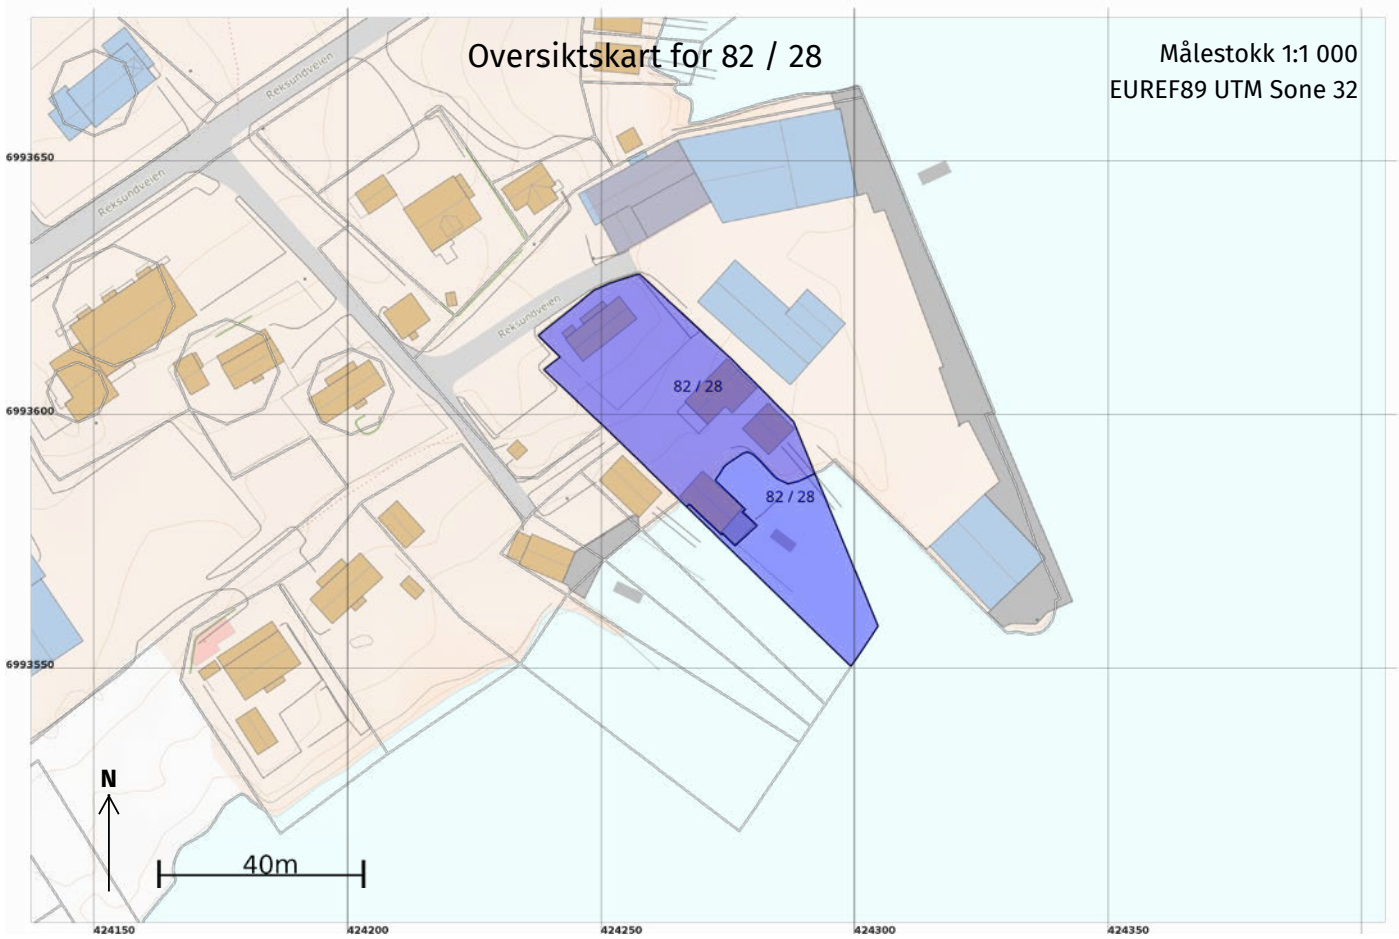 Oversiktskart for 82 / 28
Målestokk 1:1 000
EUREF89 UTM Sone 32
Reksundveien
6993650
Reksundveien
Reksundveien
82 / 28
6993600
82 / 28
6993550
N
40m
424150
424200
424250
424300
424350